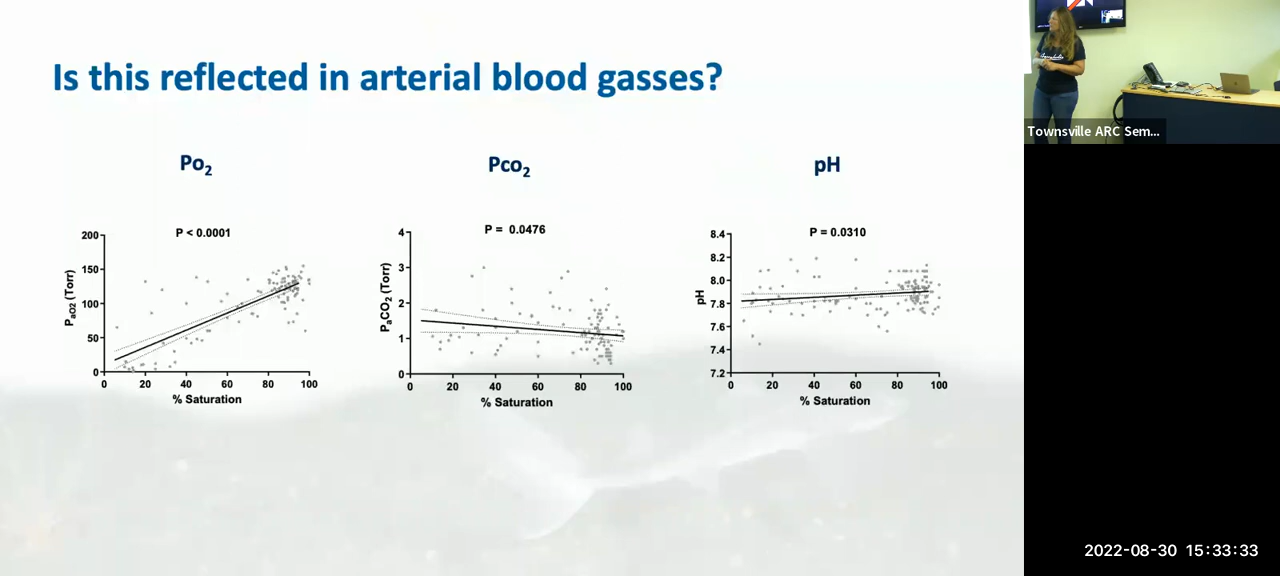 Is this reflected in arterial blood gasses?
Po2
Pco2
pH
P < 0.0001
200
150
100
50
0
PaO2 (Torr)
0 20 40 60 80 100
% Saturation
P = 0.0476
4
3
2
1
0
PaCO2 (Torr)
0 20 40 60 80 100
% Saturation
P = 0.0310
8.4
8.2
8.0
7.8
7.6
7.4
7.2
pH
0 20 40 60 80 100
% Saturation
Townsville ARC Sem...
2022-08-30 15:33:33